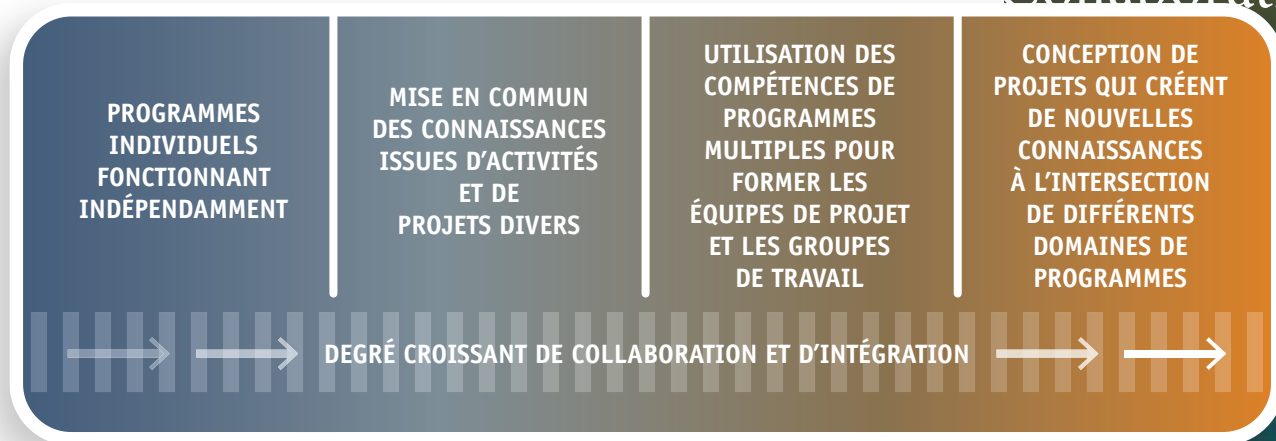 PROGRAMMES
INDIVIDUELS
FONCTIONNANT
INDÉPENDAMMENT
MISE EN COMMUN
DES CONNAISSANCES
ISSUES D’ACTIVITÉS
ET DE
PROJETS DIVERS
UTILISATION DES
COMPÉTENCES DE
PROGRAMMES
MULTIPLES POUR
FORMER LES
ÉQUIPES DE PROJET
ET LES GROUPES
DE TRAVAIL
CONCEPTION DE
PROJETS QUI CRÉENT
DE NOUVELLES
CONNAISSANCES
À L’INTERSECTION
DE DIFFÉRENTS
DOMAINES DE
PROGRAMMES
DEGRÉ CROISSANT DE COLLABORATION ET D’INTÉGRATION